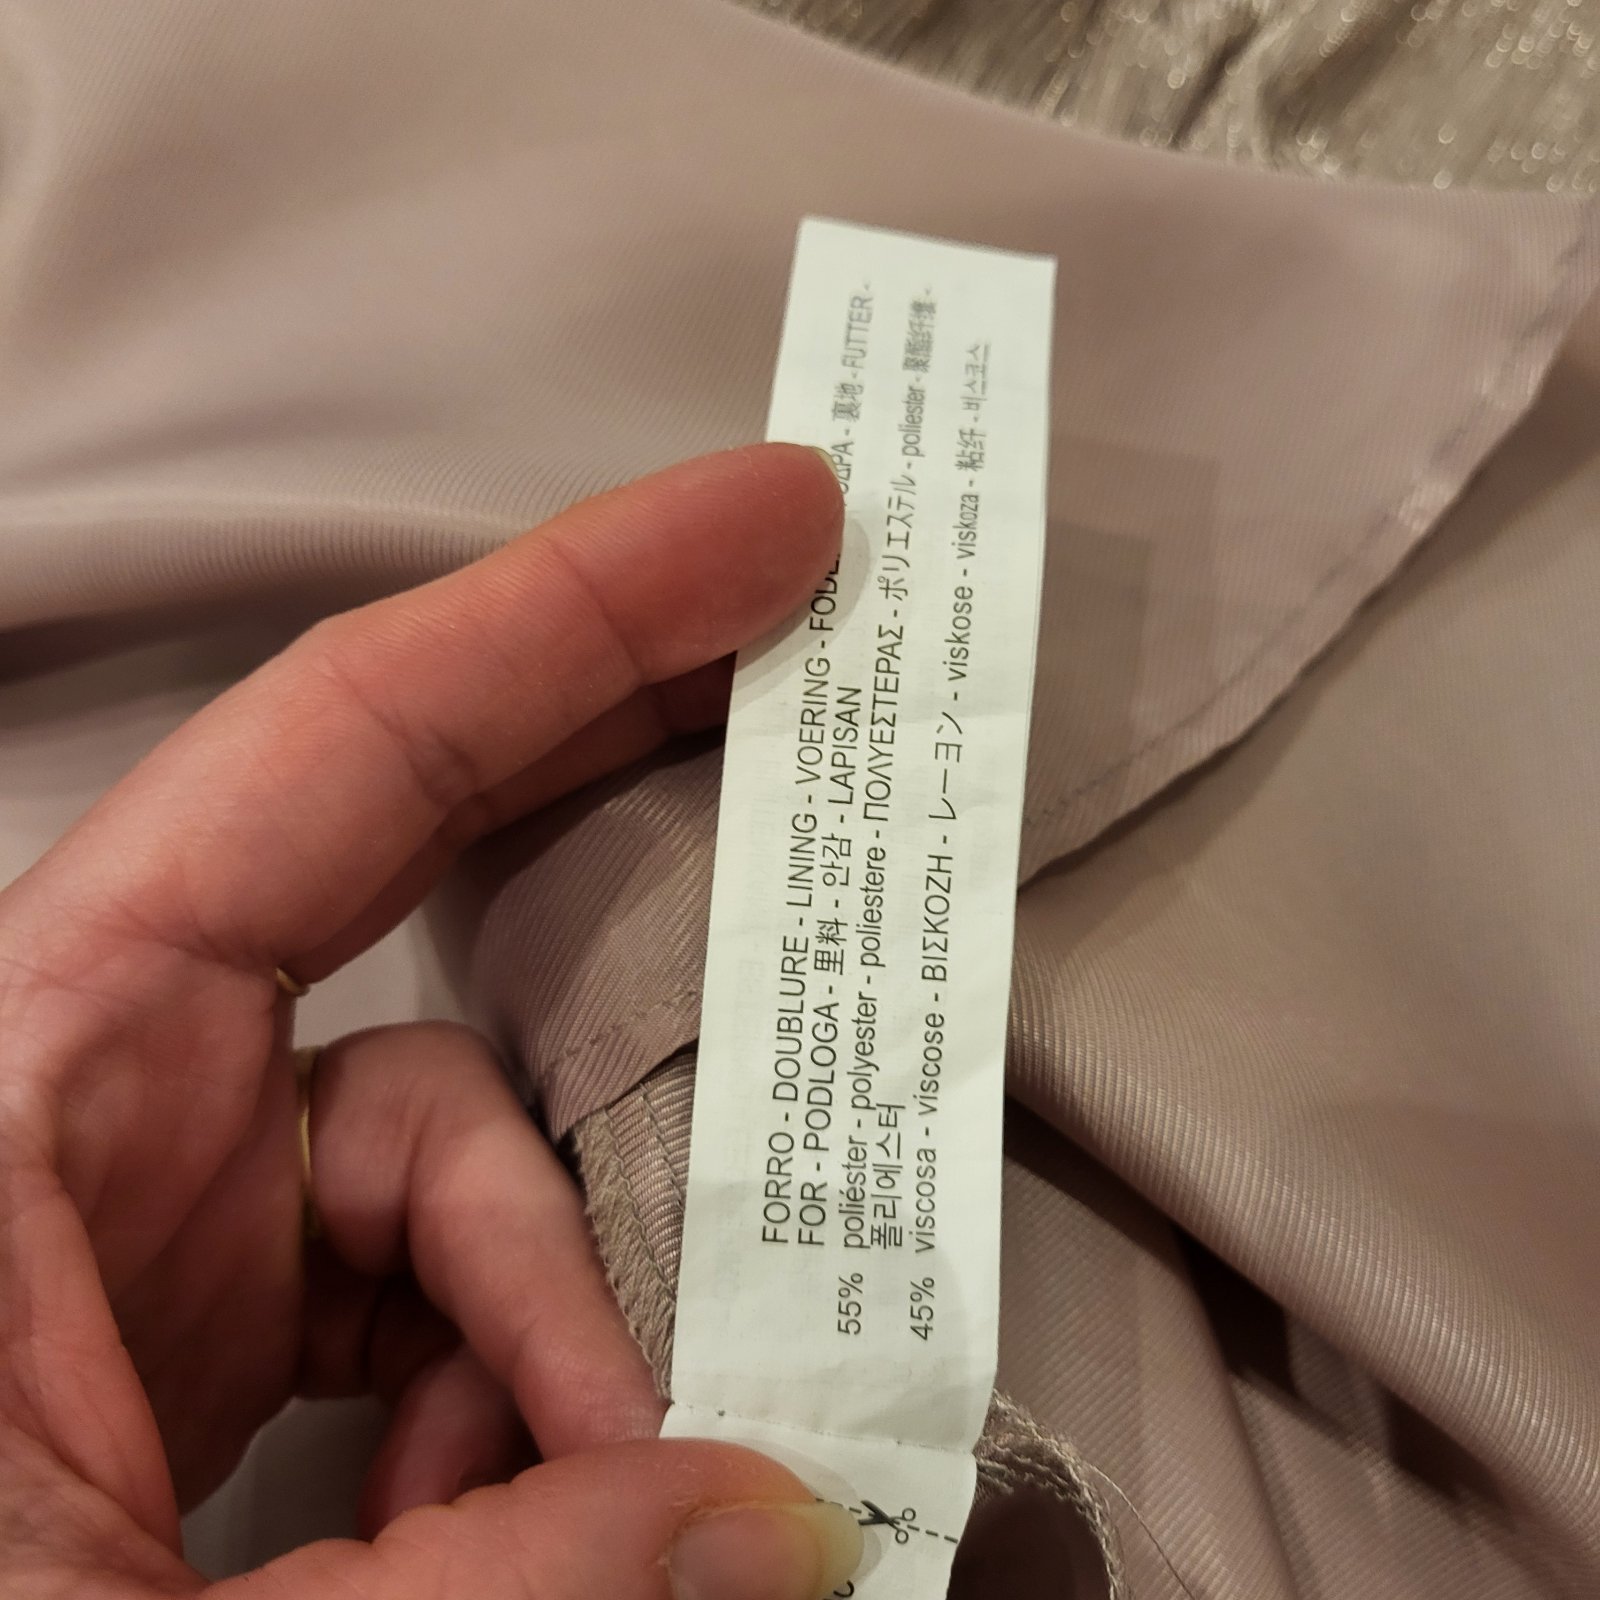 FORRO - DOUBLURE - LINING - VOERING - - 裏地 - FUTTER -
FOR - PODLOGA - 里料 - 안감 - LAPISAN
55% poliéster - polyester - poliestere - ΠΟΛΥΕΣΤΕΡΑΣ - ポリエステル - poliester - 聚酯纤维 -
폴리에스터
45% viscosa - viscose - ΒΙΣΚΟΖΗ - レーヨン - viskose - viskoza - 粘纤 - 비스코스